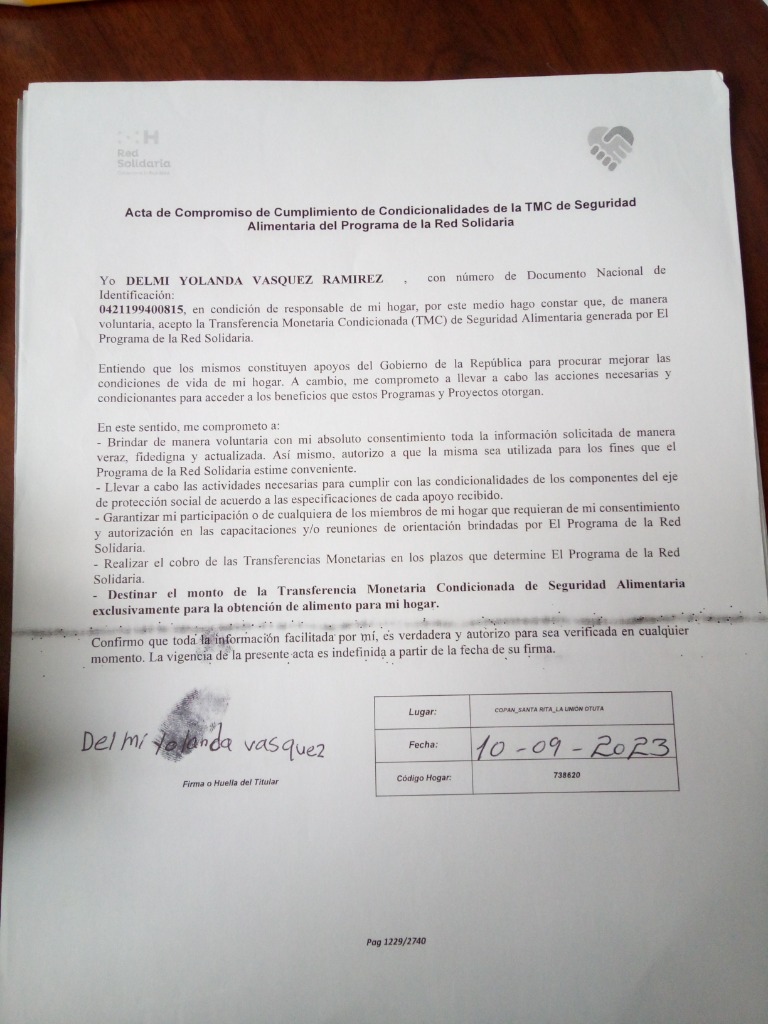 Red
Solidaria
Acta de Compromiso de Cumplimiento de Condicionalidades de la TMC de Seguridad
Alimentaria del Programa de la Red Solidaria
Yo DELMI YOLANDA VASQUEZ RAMIREZ , con número de Documento Nacional de
Identificación:
0421199400815, en condición de responsable de mi hogar, por este medio hago constar que, de manera
voluntaria, acepto la Transferencia Monetaria Condicionada (TMC) de Seguridad Alimentaria generada por El
Programa de la Red Solidaria.
Entiendo que los mismos constituyen apoyos del Gobierno de la República para procurar mejorar las
condiciones de vida de mi hogar. A cambio, me comprometo a llevar a cabo las acciones necesarias y
condicionantes para acceder a los beneficios que estos Programas y Proyectos otorgan.
En este sentido, me comprometo a:
- Brindar de manera voluntaria con mi absoluto consentimiento toda la información solicitada de manera
veraz, fidedigna y actualizada. Así mismo, autorizo a que la misma sea utilizada para los fines que el
Programa de la Red Solidaria estime conveniente.
- Llevar a cabo las actividades necesarias para cumplir con las condicionalidades de los componentes del eje
de protección social de acuerdo a las especificaciones de cada apoyo recibido.
- Garantizar mi participación o de cualquiera de los miembros de mi hogar que requieran de mi consentimiento
y autorización en las capacitaciones y/o reuniones de orientación brindadas por El Programa de la Red
Solidaria.
- Realizar el cobro de las Transferencias Monetarias en los plazos que determine El Programa de la Red
Solidaria.
- Destinar el monto de la Transferencia Monetaria Condicionada de Seguridad Alimentaria
exclusivamente para la obtención de alimento para mi hogar.
Confirmo que toda la información facilitada por mí, es verdadera y autorizo para sea verificada en cualquier
momento. La vigencia de la presente acta es indefinida a partir de la fecha de su firma.
Delmi Yolanda vasquez
Firma o Huella del Titular
Lugar: COPAN_SANTA RITA_LA UNION OTUTA
Fecha: 10-09-2023
Código Hogar: 738620
Pag 1229/2740